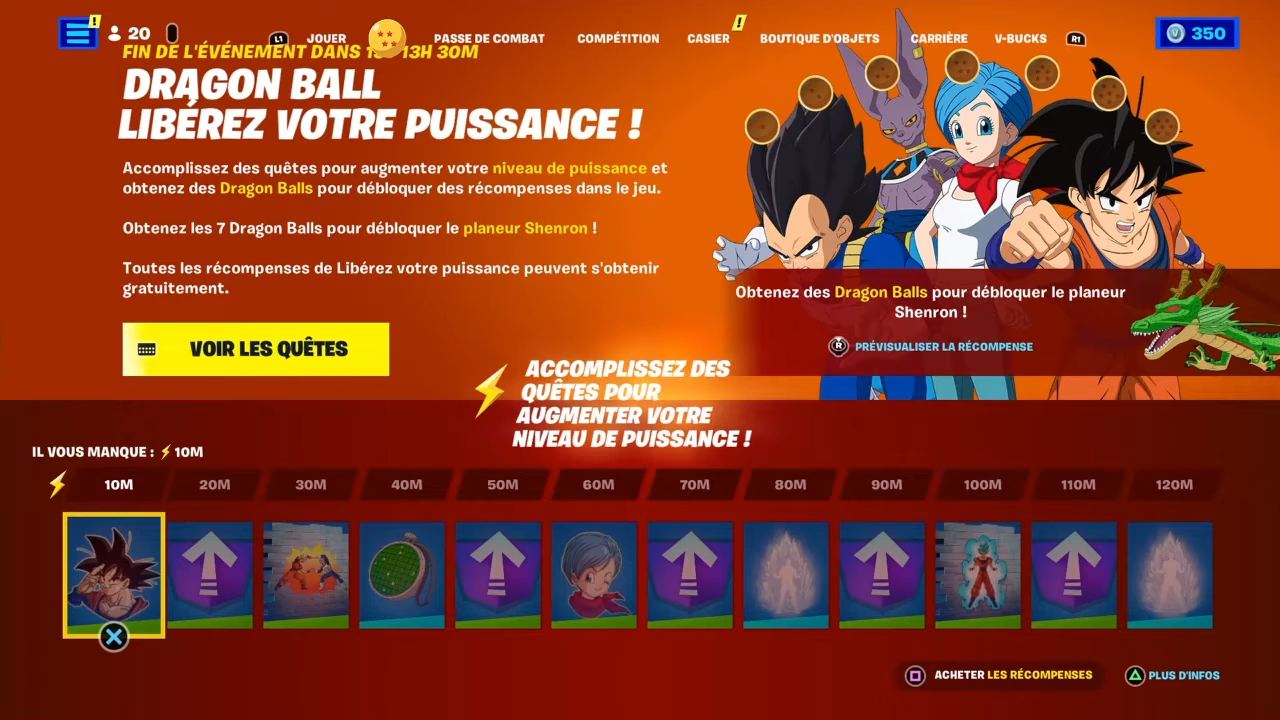 20
L1
JOUER
PASSE DE COMBAT
COMPÉTITION
CASIER
!
BOUTIQUE D'OBJETS
CARRIÈRE
V-BUCKS
R1
350
FIN DE L'ÉVÉNEMENT DANS 13H 30M
DRAGON BALL
LIBÉREZ VOTRE PUISSANCE !
Accomplissez des quêtes pour augmenter votre niveau de puissance et
obtenez des Dragon Balls pour débloquer des récompenses dans le jeu.
Obtenez les 7 Dragon Balls pour débloquer le planeur Shenron !
Toutes les récompenses de Libérez votre puissance peuvent s'obtenir
gratuitement.
VOIR LES QUÊTES
Obtenez des Dragon Balls pour débloquer le planeur
Shenron !
R
PRÉVISUALISER LA RÉCOMPENSE
ACCOMPLISSEZ DES
QUÊTES POUR
AUGMENTER VOTRE
NIVEAU DE PUISSANCE !
IL VOUS MANQUE : 10M
10M 20M 30M 40M 50M 60M 70M 80M 90M 100M 110M 120M
ACHETER LES RÉCOMPENSES
PLUS D'INFOS